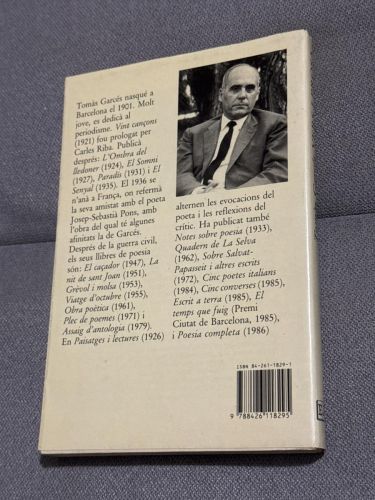 Tomàs Garcés nasqué a
Barcelona el 1901. Molt
jove, es dedicà al
periodisme. Vint cançons
(1921) fou prologat per
Carles Riba. Publicà
després: L'Ombra del
lledoner (1924), El Somni
(1927), Paradís (1931) i El
Senyal (1935). El 1936 se
n'anà a França, on refermà
la seva amistat amb el poeta
Josep-Sebastià Pons, amb
l'obra del qual té algunes
afinitats la de Garcés.
Després de la guerra civil,
els seus llibres de poesia
són: El caçador (1947), La
nit de sant Joan (1951),
Grèvol i molsa (1953),
Viatge d'octubre (1955),
Obra poètica (1961),
Plec de poemes (1971) i
Assaig d'antologia (1979).
En Paisatges i lectures (1926)
alternen les evocacions del
poeta i les reflexions del
crític. Ha publicat també
Notes sobre poesia (1933),
Quadern de La Selva
(1962), Sobre Salvat-
Papasseit i altres escrits
(1972), Cinc poetes italians
(1984), Cinc converses (1985),
Escrit a terra (1985), El
temps que fuig (Premi
Ciutat de Barcelona, 1985),
i Poesia completa (1986)
ISBN 84-261-1829-1
9 788426 118295